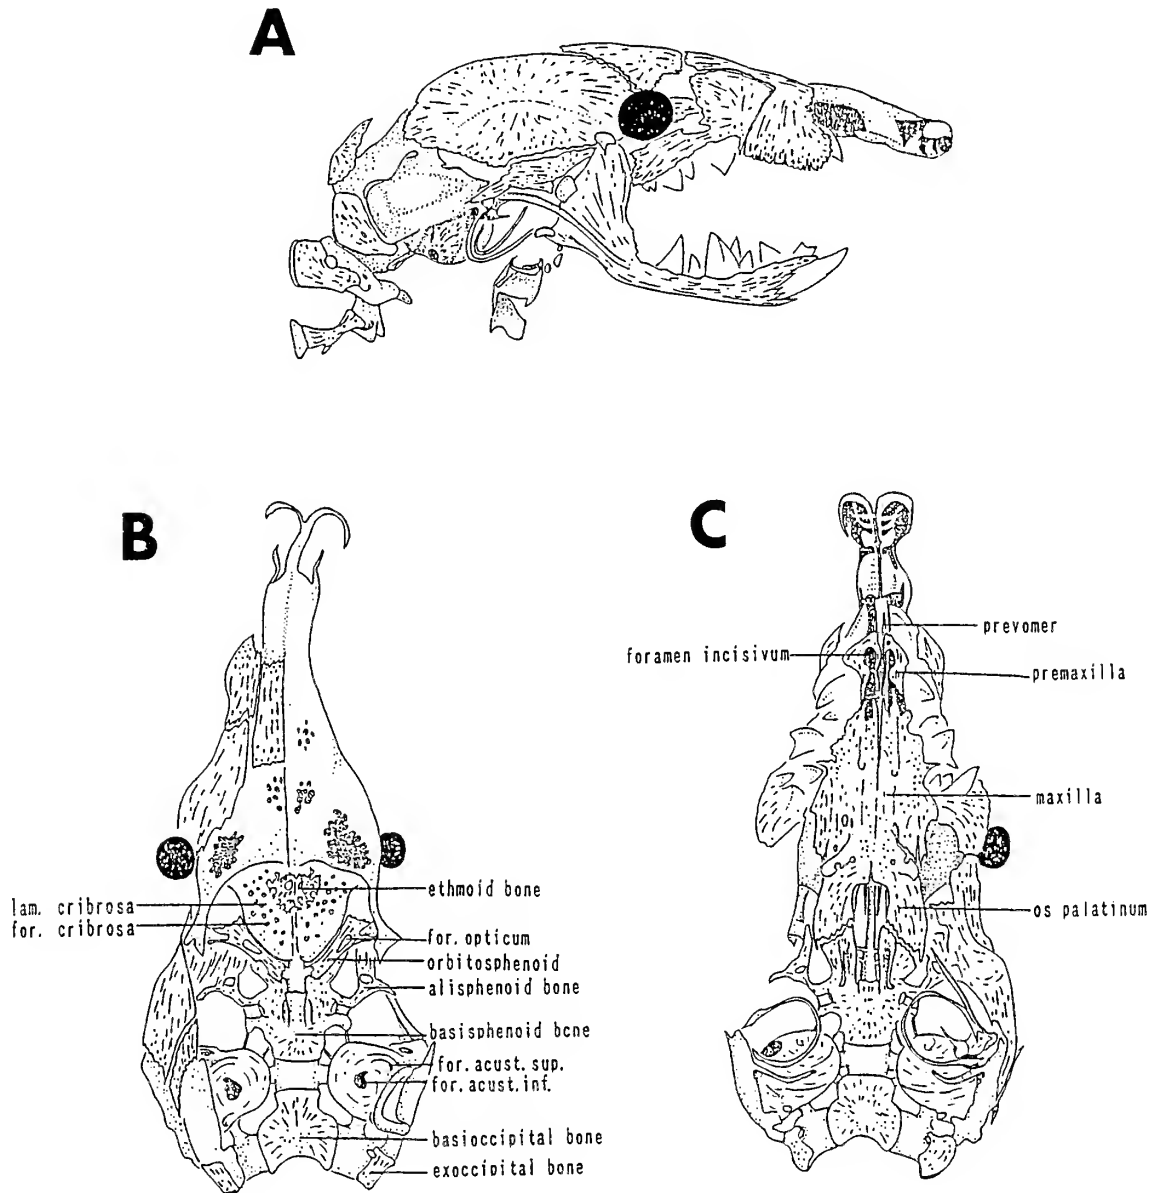 A
B
C
prevomer
foramen incisivum
premaxilla
maxilla
ethmoid bone
lam. cribrosa
os palatinum
for. cribrosa
for. opticum
orbitosphenoid
alisphenoid bone
basisphenoid bcne
for. acust. sup.
for. acust. inf.
basioccipital bone
exoccipital bone